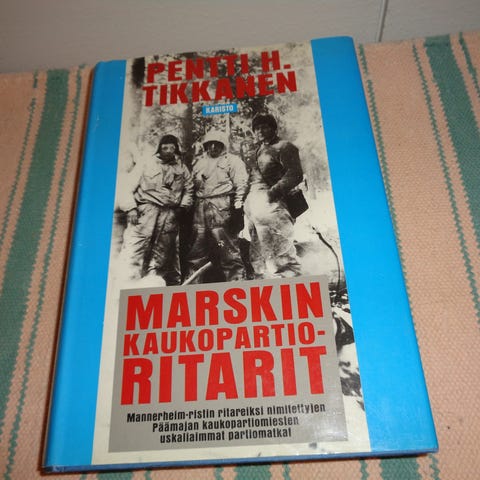 PENTTI H.
TIKKANEN
KARISTO
MARSKIN
KAUKOPARTIO-
RITARIT
Mannerheim-ristin ritareiksi nimitettyjen
Päämajan kaukopartiomiesten
uskaliaimmat partiomatkat